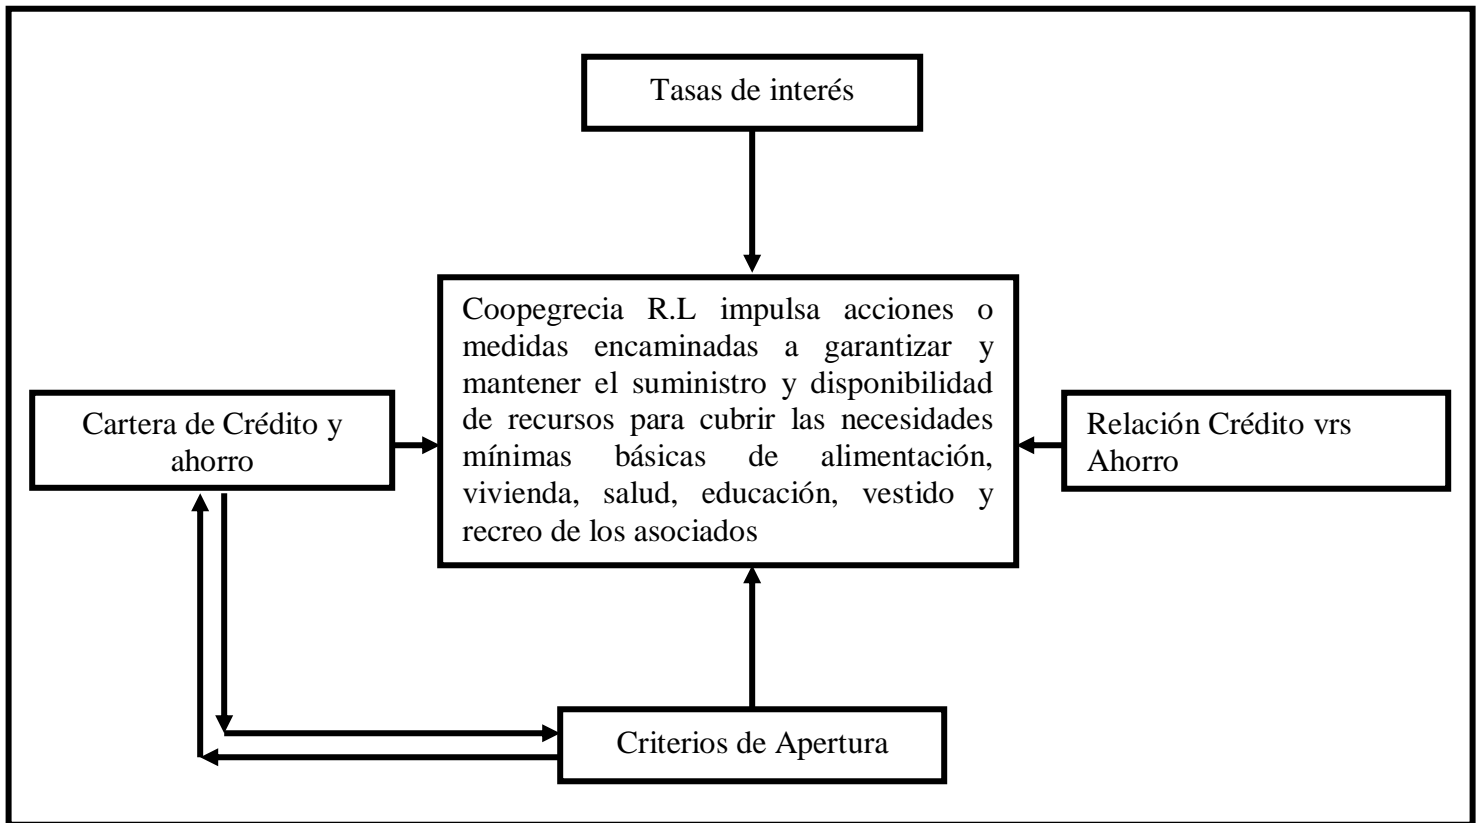 Tasas de interés
Coopegrecia R.L impulsa acciones o
medidas encaminadas a garantizar y
mantener el suministro y disponibilidad
de recursos para cubrir las necesidades
mínimas básicas de alimentación,
vivienda, salud, educación, vestido y
recreo de los asociados
Cartera de Crédito y
ahorro
Relación Crédito vrs
Ahorro
Criterios de Apertura